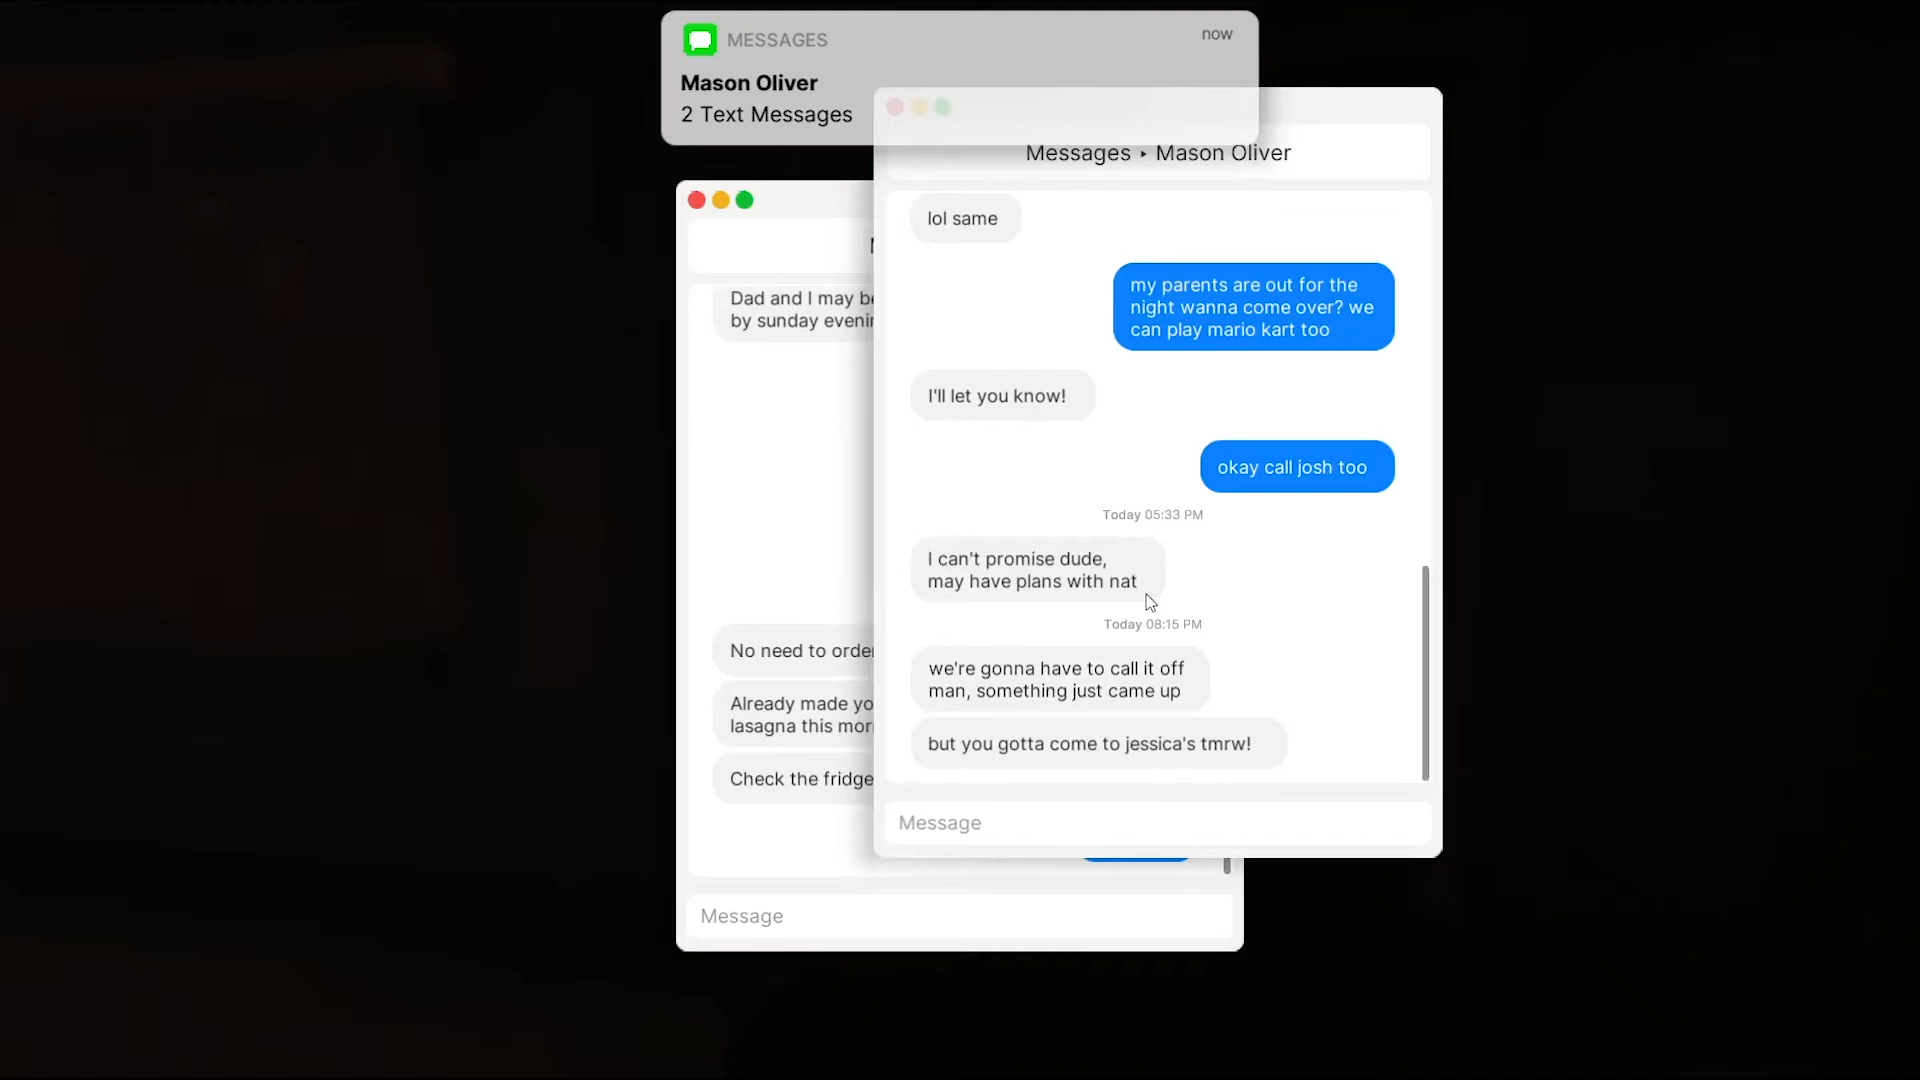 MESSAGES
now
Mason Oliver
2 Text Messages
Messages ‣ Mason Oliver
lol same
my parents are out for the
night wanna come over? we
can play mario kart too
I'll let you know!
okay call josh too
Today 05:33 PM
I can't promise dude,
may have plans with nat
Today 08:15 PM
we're gonna have to call it off
man, something just came up
but you gotta come to jessica's tmrw!
Message
Dad and I may
by sunday
No need to
Already made
lasagna this
Check the fridge
Message